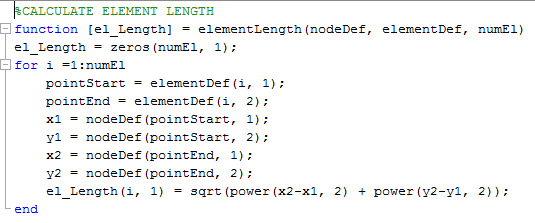 %CALCULATE ELEMENT LENGTH
function [el_Length] = elementLength(nodeDef, elementDef, numEl)
el_Length = zeros(numEl, 1);
for i =1:numEl
    pointStart = elementDef(i, 1);
    pointEnd = elementDef(i, 2);
    x1 = nodeDef(pointStart, 1);
    y1 = nodeDef(pointStart, 2);
    x2 = nodeDef(pointEnd, 1);
    y2 = nodeDef(pointEnd, 2);
    el_Length(i, 1) = sqrt(power(x2-x1, 2) + power(y2-y1, 2));
end